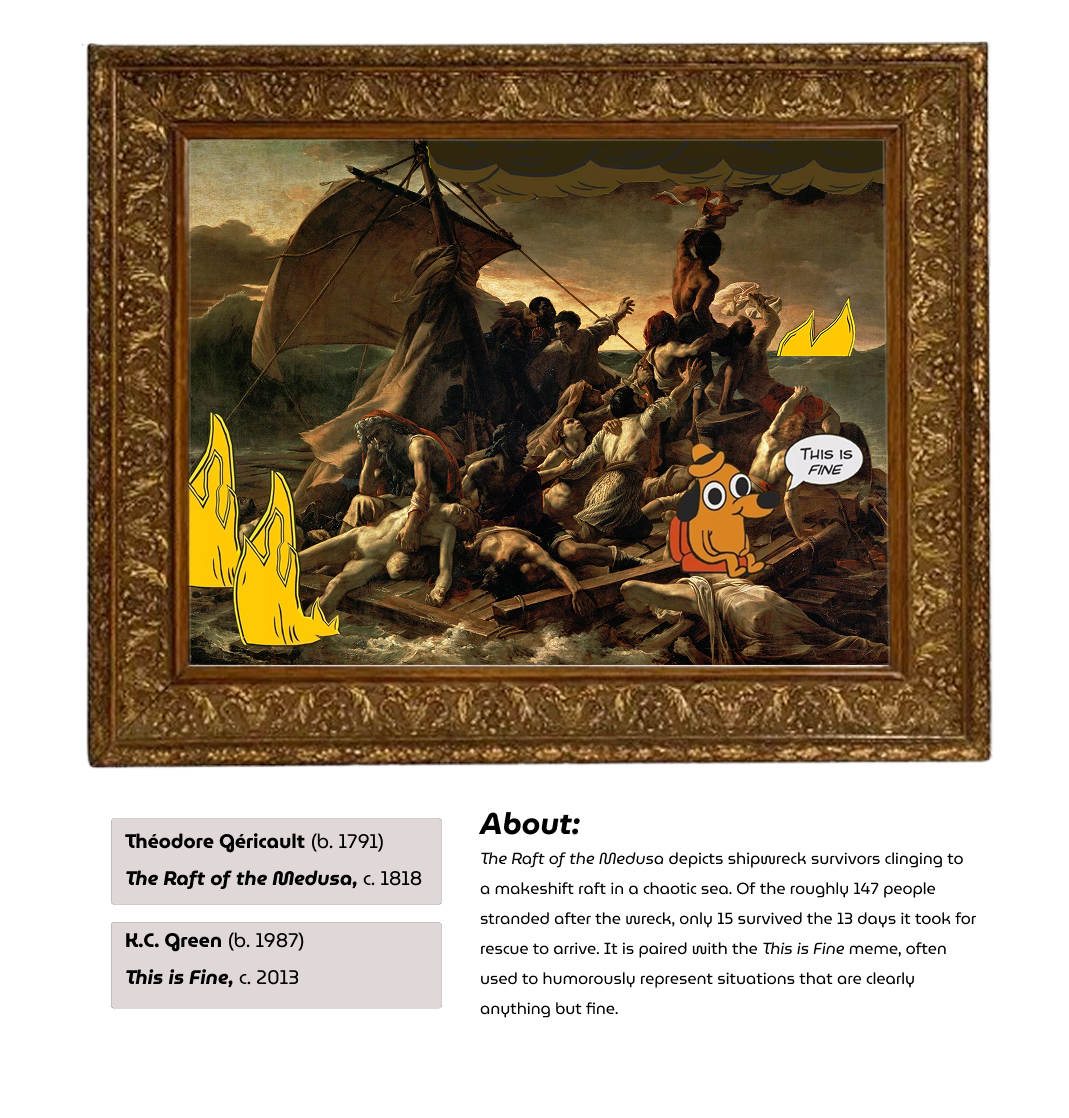 THIS IS
FINE
Théodore Géricault (b. 1791)
The Raft of the Medusa, c. 1818
K.C. Green (b. 1987)
This is Fine, c. 2013
About:
The Raft of the Medusa depicts shipwreck survivors clinging to
a makeshift raft in a chaotic sea. Of the roughly 147 people
stranded after the wreck, only 15 survived the 13 days it took for
rescue to arrive. It is paired with the This is Fine meme, often
used to humorously represent situations that are clearly
anything but fine.